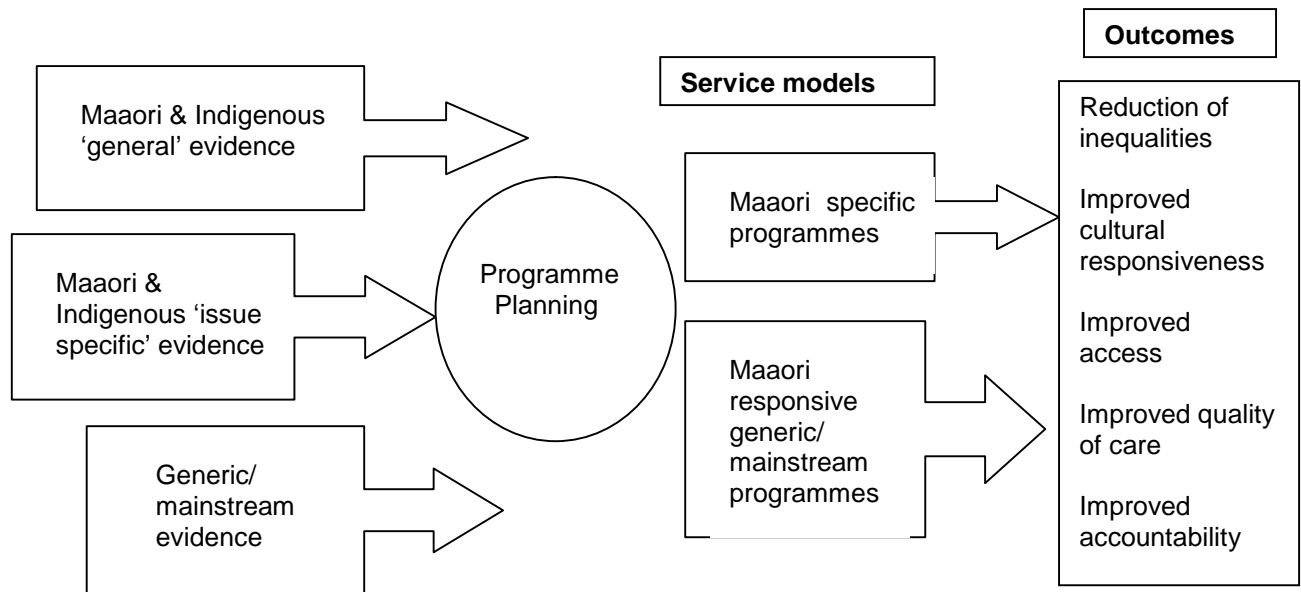 Maaori & Indigenous
‘general’ evidence
Maaori &
Indigenous ‘issue
specific’ evidence
Generic/
mainstream
evidence
Programme
Planning
Service models
Maaori specific
programmes
Maaori
responsive
generic/
mainstream
programmes
Outcomes
Reduction of
inequalities
Improved
cultural
responsiveness
Improved
access
Improved quality
of care
Improved
accountability